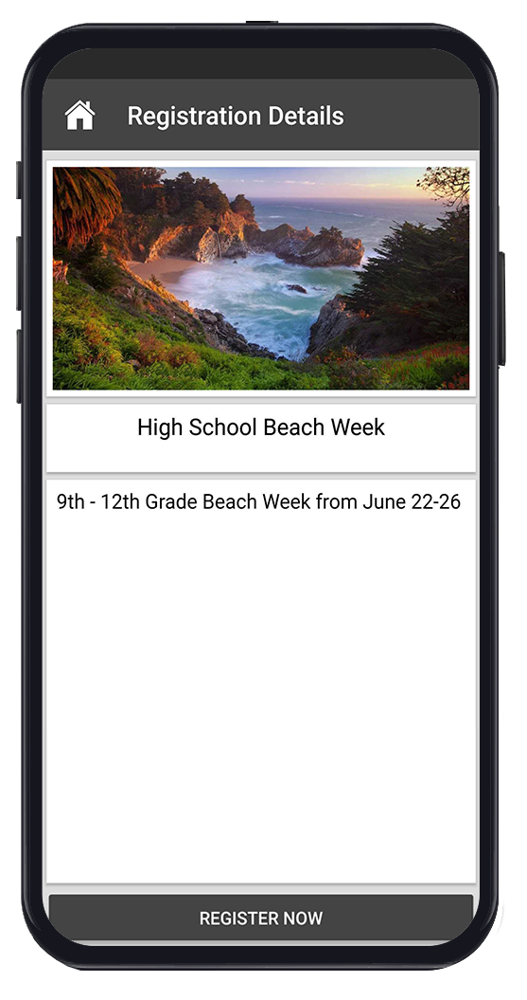 Registration Details
High School Beach Week
9th - 12th Grade Beach Week from June 22-26
REGISTER NOW